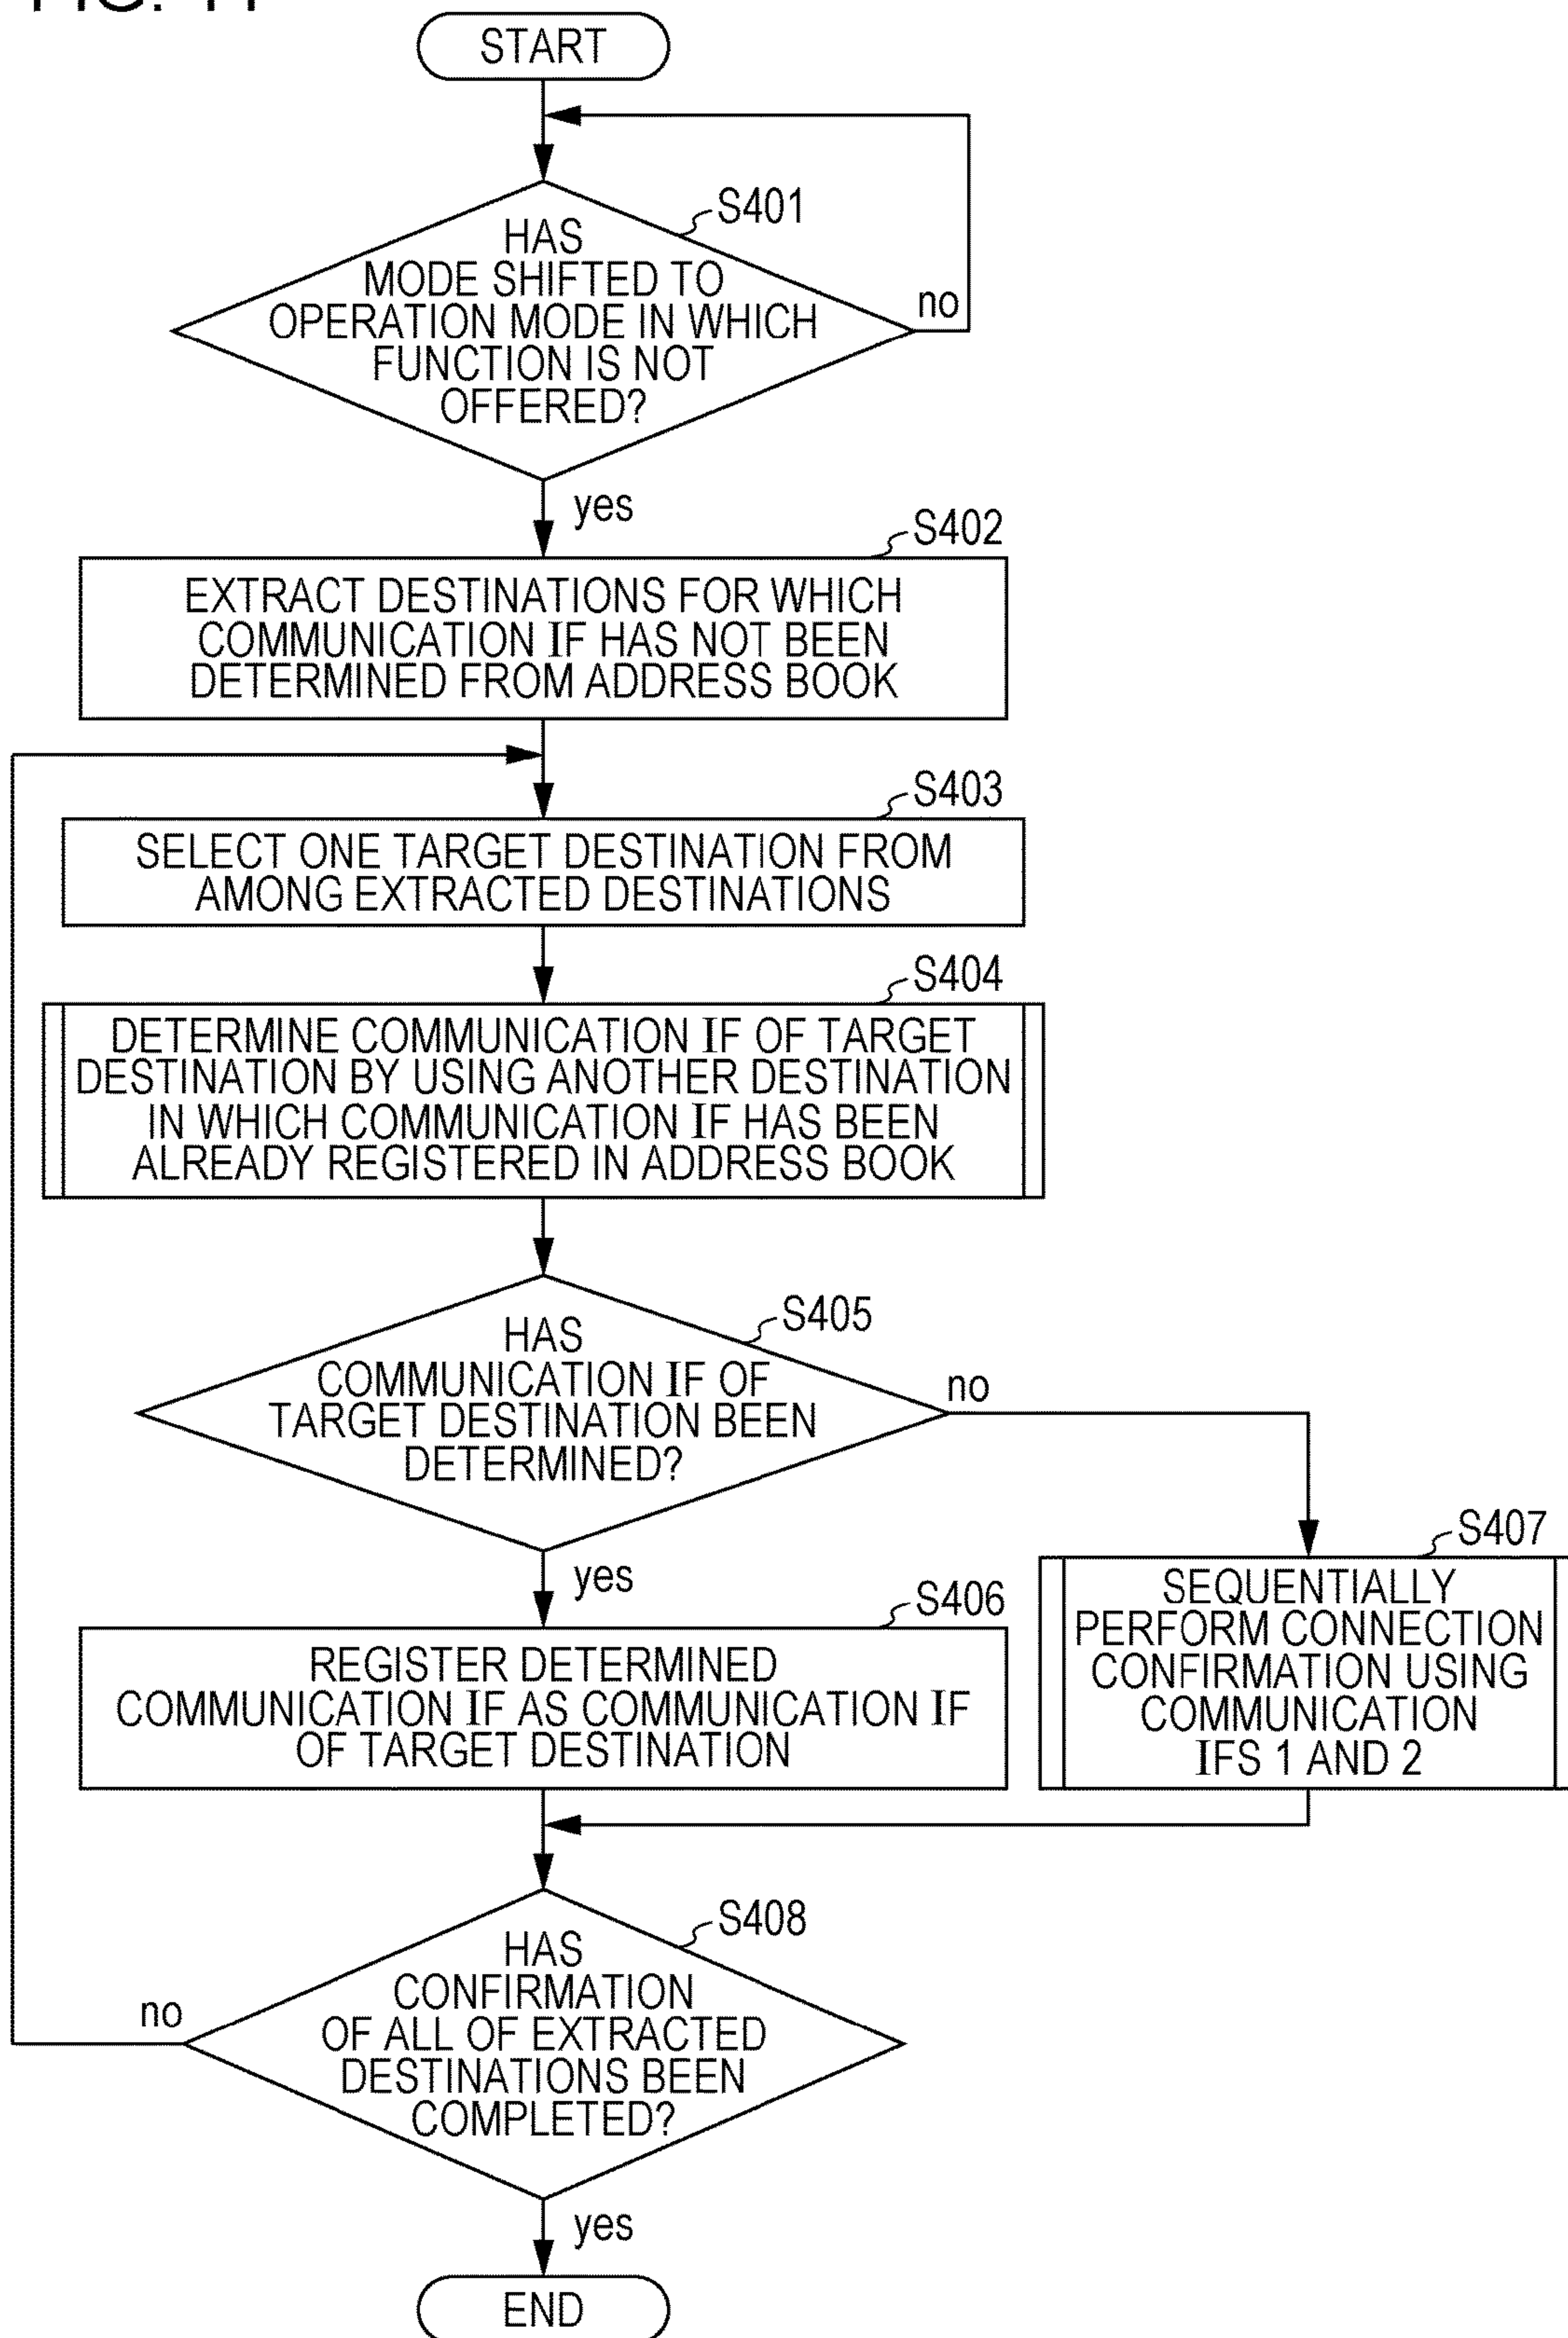 START
S401
HAS
MODE SHIFTED TO
OPERATION MODE IN WHICH
FUNCTION IS NOT
OFFERED?
no
yes
S402
EXTRACT DESTINATIONS FOR WHICH
COMMUNICATION IF HAS NOT BEEN
DETERMINED FROM ADDRESS BOOK
S403
SELECT ONE TARGET DESTINATION FROM
AMONG EXTRACTED DESTINATIONS
S404
DETERMINE COMMUNICATION IF OF TARGET
DESTINATION BY USING ANOTHER DESTINATION
IN WHICH COMMUNICATION IF HAS BEEN
ALREADY REGISTERED IN ADDRESS BOOK
S405
HAS
COMMUNICATION IF OF
TARGET DESTINATION BEEN
DETERMINED?
no
yes
S406
REGISTER DETERMINED
COMMUNICATION IF AS COMMUNICATION IF
OF TARGET DESTINATION
S407
SEQUENTIALLY
PERFORM CONNECTION
CONFIRMATION USING
COMMUNICATION
IFS 1 AND 2
S408
HAS
CONFIRMATION
OF ALL OF EXTRACTED
DESTINATIONS BEEN
COMPLETED?
no
yes
END